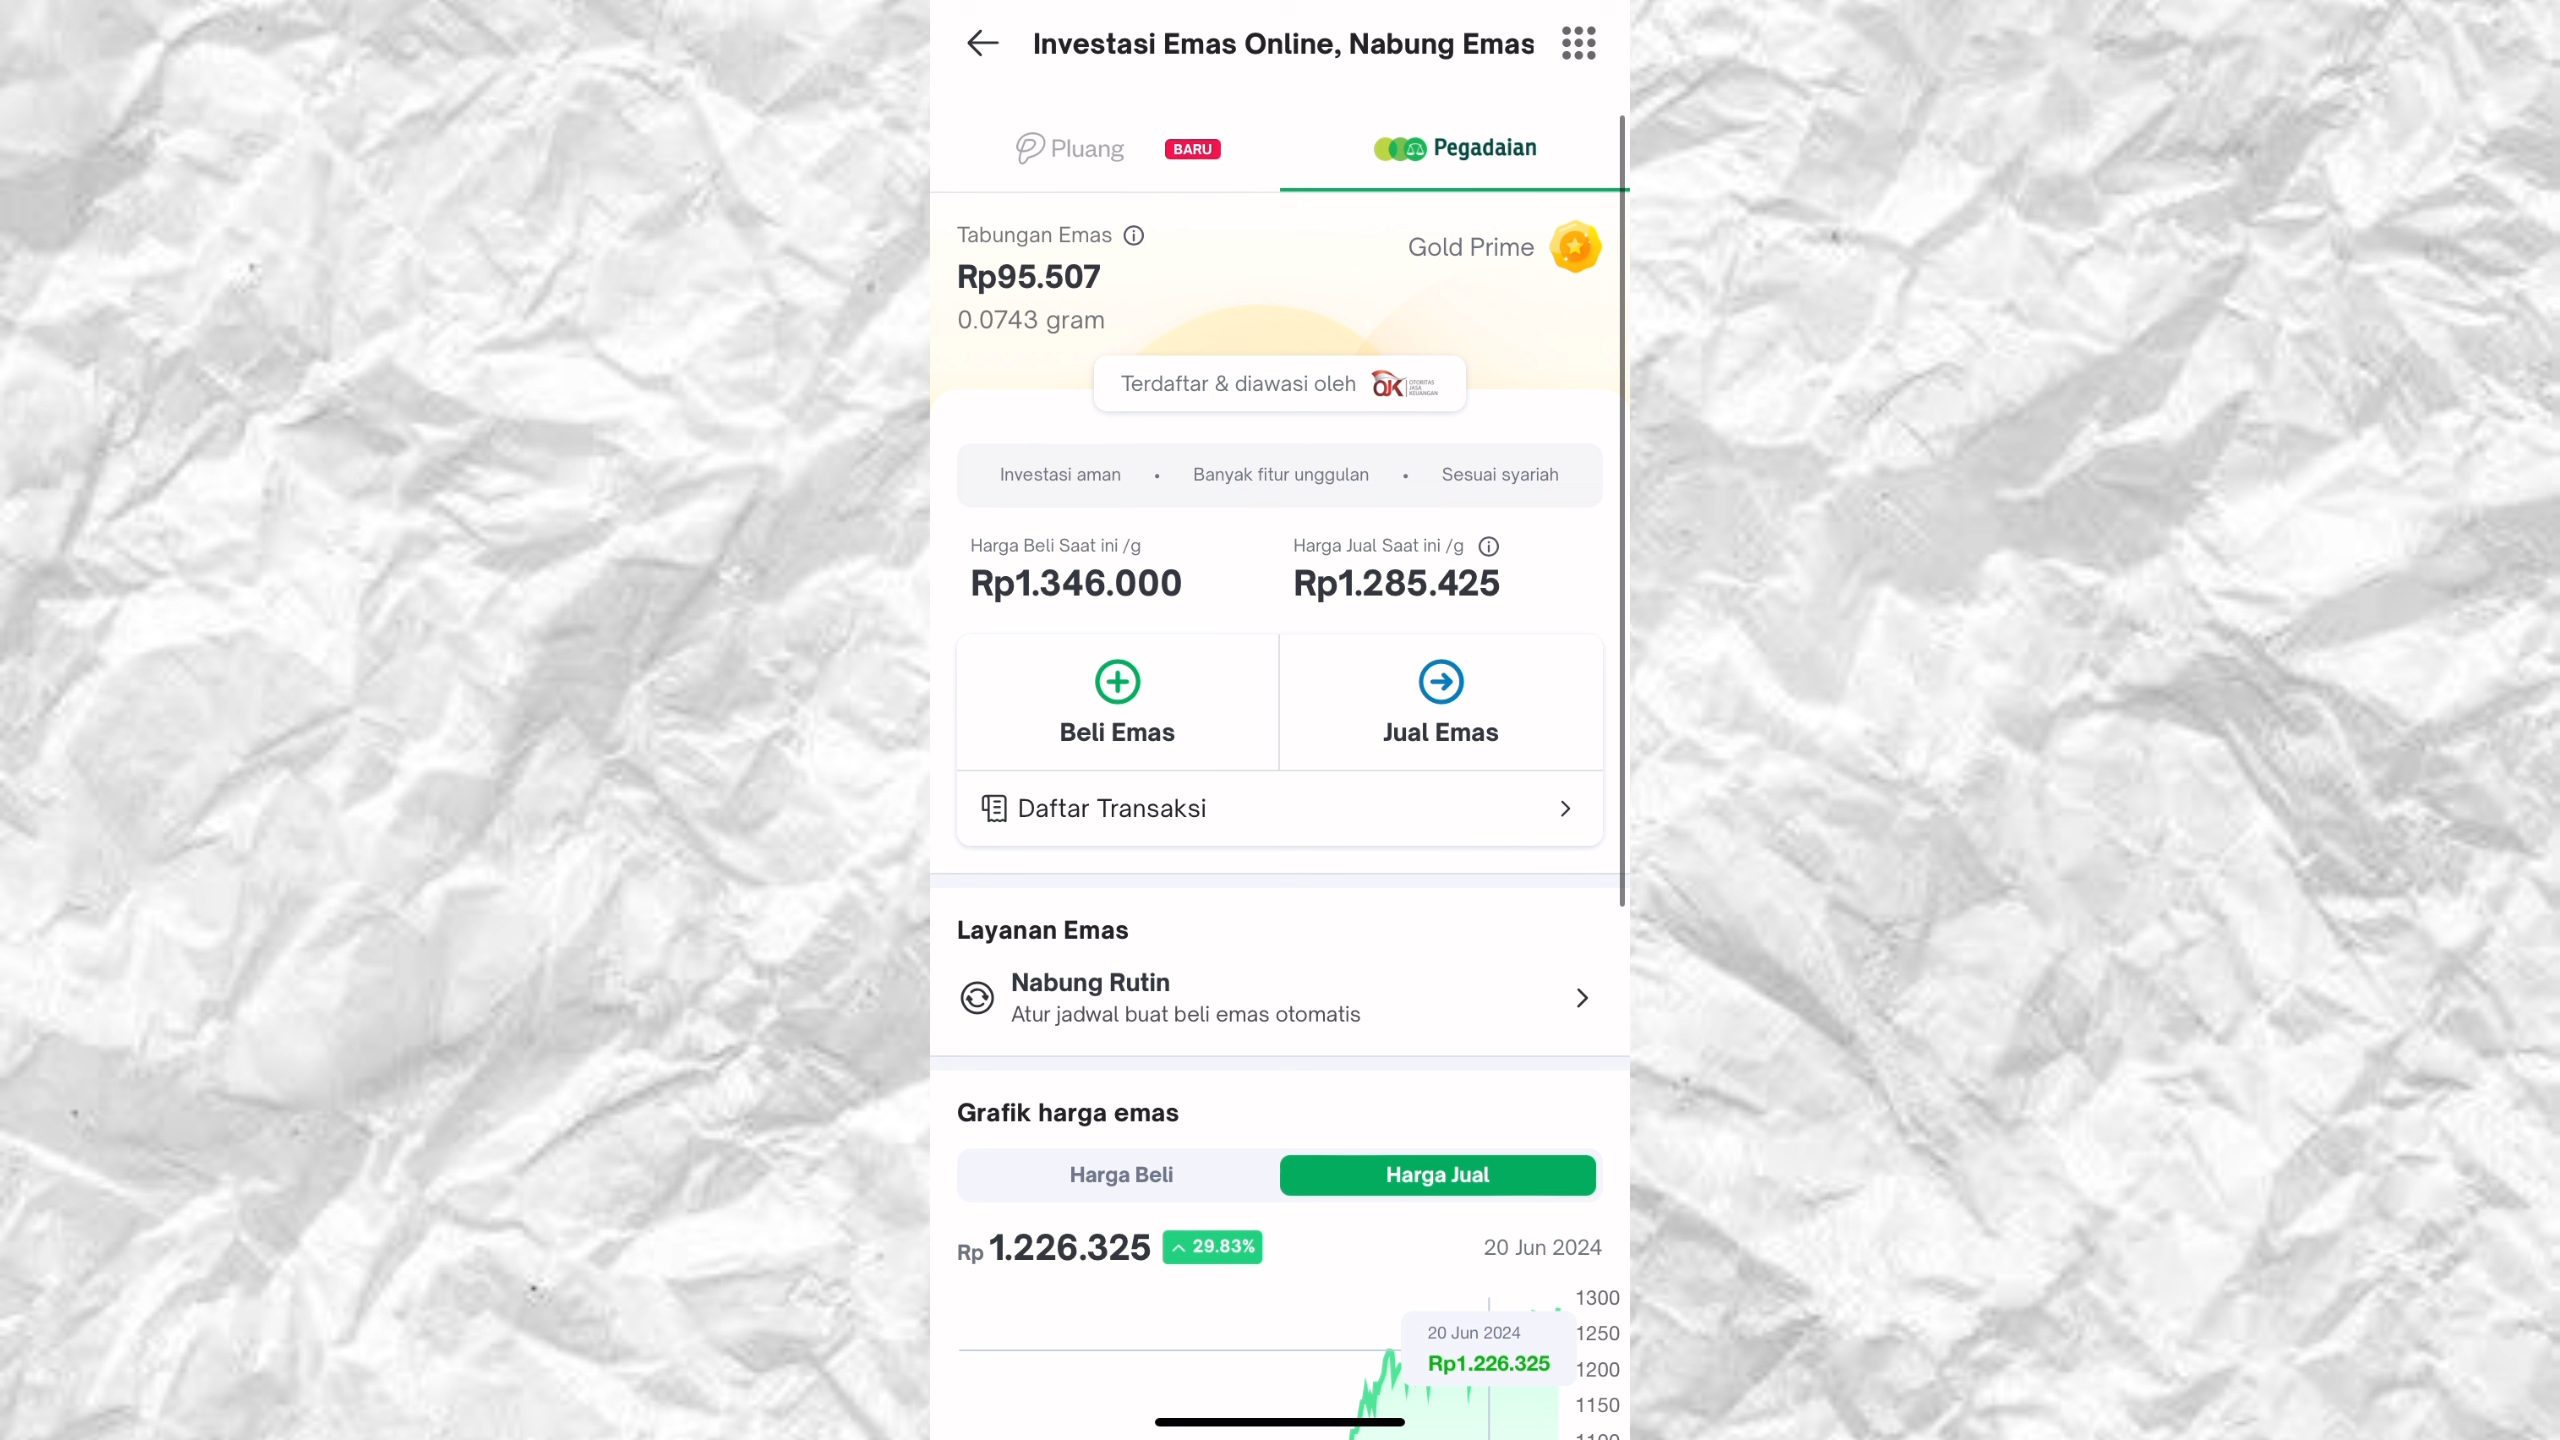 Investasi Emas Online, Nabung Emas
Pluang
BARU
Pegadaian
Tabungan Emas
Rp95.507
0.0743 gram
Gold Prime
Terdaftar & diawasi oleh OJK OTORITAS JASA KEUANGAN
Investasi aman • Banyak fitur unggulan • Sesuai syariah
Harga Beli Saat ini /g
Rp1.346.000
Harga Jual Saat ini /g
Rp1.285.425
Beli Emas
Jual Emas
Daftar Transaksi
Layanan Emas
Nabung Rutin
Atur jadwal buat beli emas otomatis
Grafik harga emas
Harga Beli
Harga Jual
Rp 1.226.325
29.83%
20 Jun 2024
1300
20 Jun 2024
Rp1.226.325
1250
1200
1150